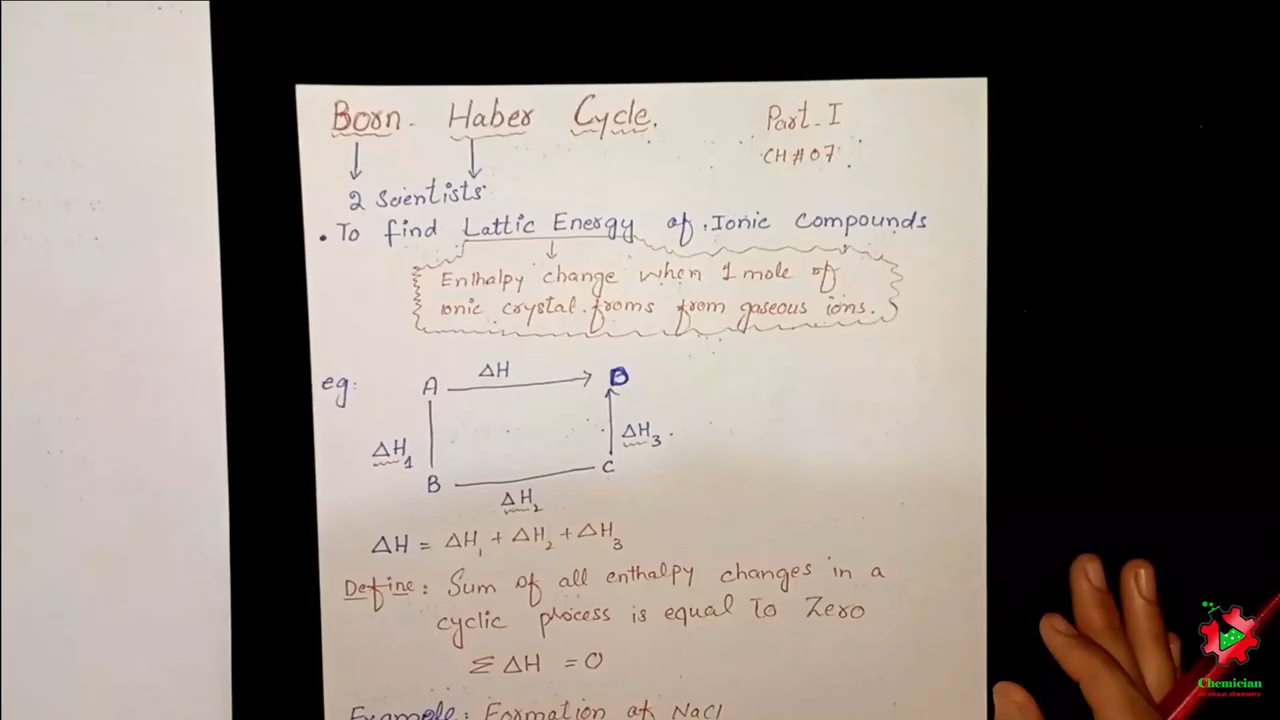 Born - Haber Cycle.
Part - I
CH # 07
2 Scientists
• To find Lattic Energy of Ionic Compounds
Enthalpy change when 1 mole of
ionic crystal froms from gaseous ions.
eg:
A ΔH D
ΔH1 ΔH3
B C
ΔH2
ΔH = ΔH1 + ΔH2 + ΔH3
Define: Sum of all enthalpy changes in a
cyclic process is equal To Zero
Σ ΔH = 0
Example: Formation of NaCl
Chemician